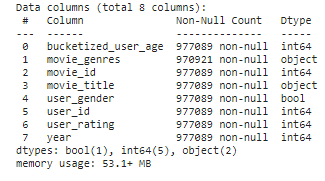 Data columns (total 8 columns):
#   Column   Non-Null Count   Dtype
---  ------  --------------  -----
0   bucketized_user_age   977089 non-null   int64
1   movie_genres   970921 non-null   object
2   movie_id   977089 non-null   int64
3   movie_title   977089 non-null   object
4   user_gender   977089 non-null   bool
5   user_id   977089 non-null   int64
6   user_rating   977089 non-null   int64
7   year   977089 non-null   int64
dtypes: bool(1), int64(5), object(2)
memory usage: 53.1+ MB